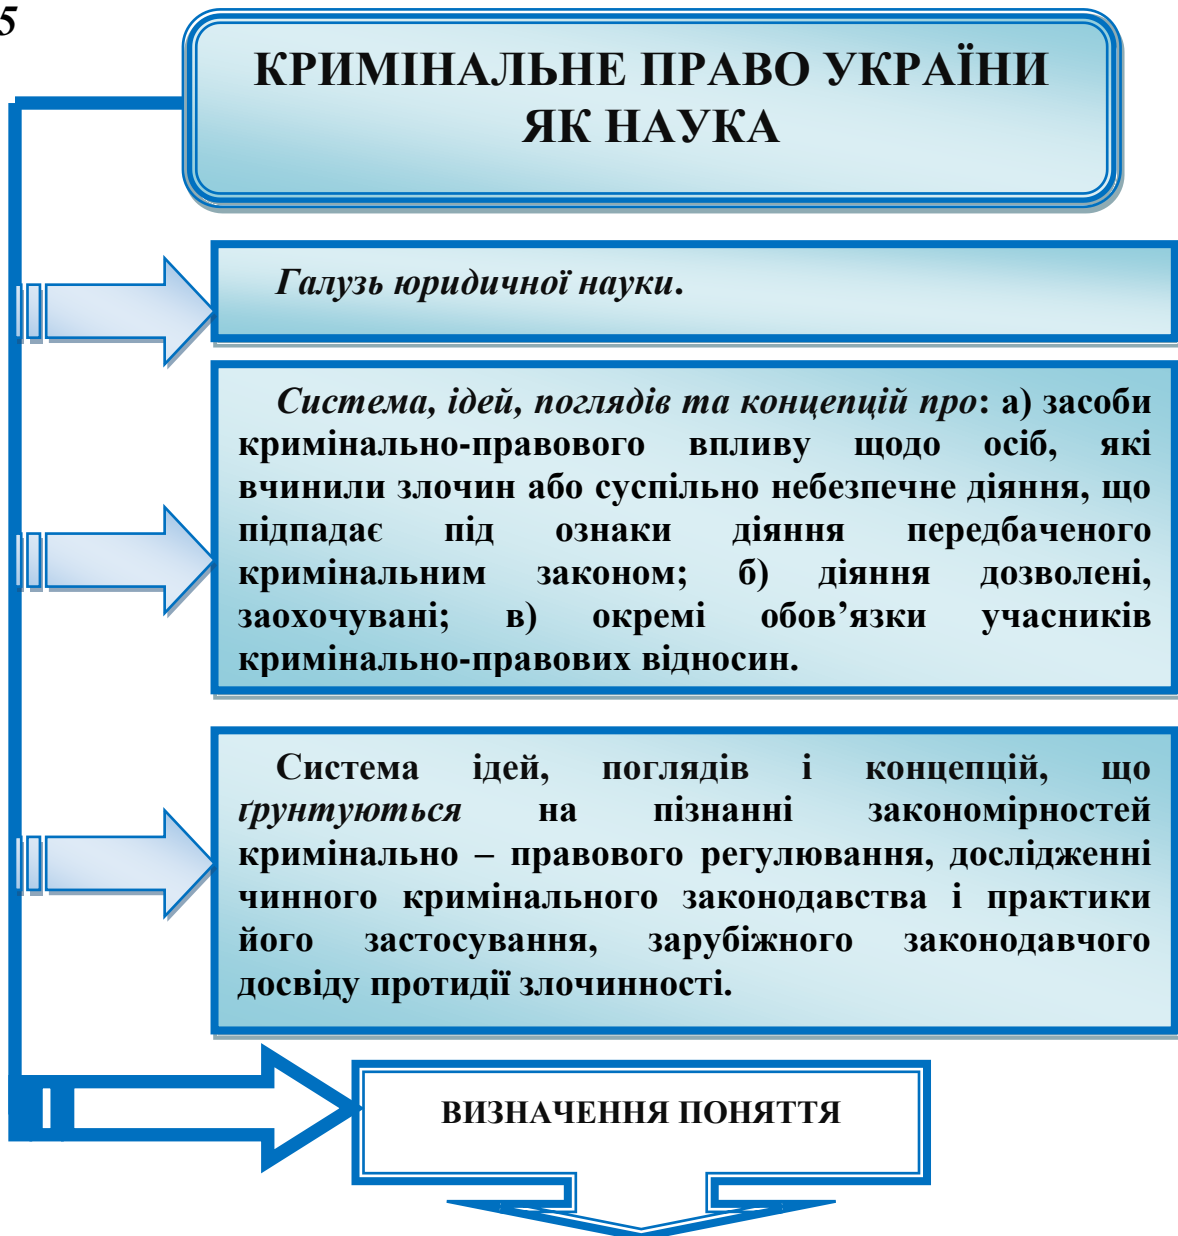 5
КРИМІНАЛЬНЕ ПРАВО УКРАЇНИ
ЯК НАУКА
Галузь юридичної науки.
Система, ідей, поглядів та концепцій про: а) засоби
кримінально-правового впливу щодо осіб, які
вчинили злочин або суспільно небезпечне діяння, що
підпадає під ознаки діяння передбаченого
кримінальним законом; б) діяння дозволені,
заохочувані; в) окремі обов’язки учасників
кримінально-правових відносин.
Система ідей, поглядів і концепцій, що
ґрунтуються на пізнанні закономірностей
кримінально – правового регулювання, дослідженні
чинного кримінального законодавства і практики
його застосування, зарубіжного законодавчого
досвіду протидії злочинності.
ВИЗНАЧЕННЯ ПОНЯТТЯ